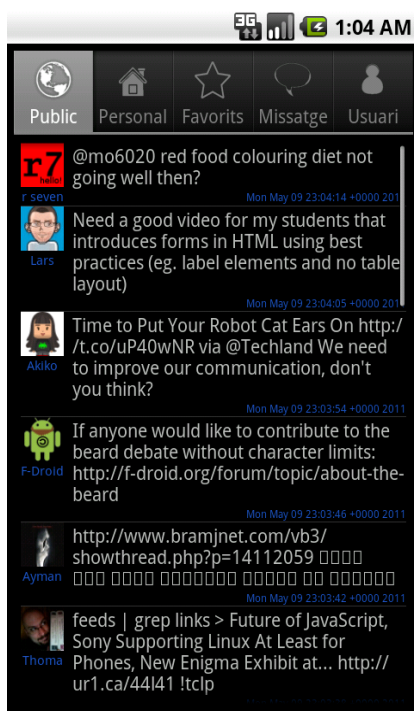 3G 1:04 AM
Public Personal Favorits Missatge Usuari
r7 hello!
@mo6020 red food colouring diet not
going well then?
r seven Mon May 09 23:04:14 +0000 201
Need a good video for my students that
introduces forms in HTML using best
practices (eg. label elements and no table
layout)
Lars Mon May 09 23:04:05 +0000 201
Time to Put Your Robot Cat Ears On http:/
/t.co/uP40wNR via @Techland We need
to improve our communication, don't
you think?
Akiko Mon May 09 23:03:54 +0000 2011
If anyone would like to contribute to the
beard debate without character limits:
http://f-droid.org/forum/topic/about-the-
beard
F-Droid Mon May 09 23:03:46 +0000 2011
http://www.bramjnet.com/vb3/
showthread.php?p=14112059
Ayman Mon May 09 23:03:42 +0000 2011
feeds | grep links > Future of JavaScript,
Sony Supporting Linux At Least for
Phones, New Enigma Exhibit at... http://
ur1.ca/44l41 !tclp
Thoma